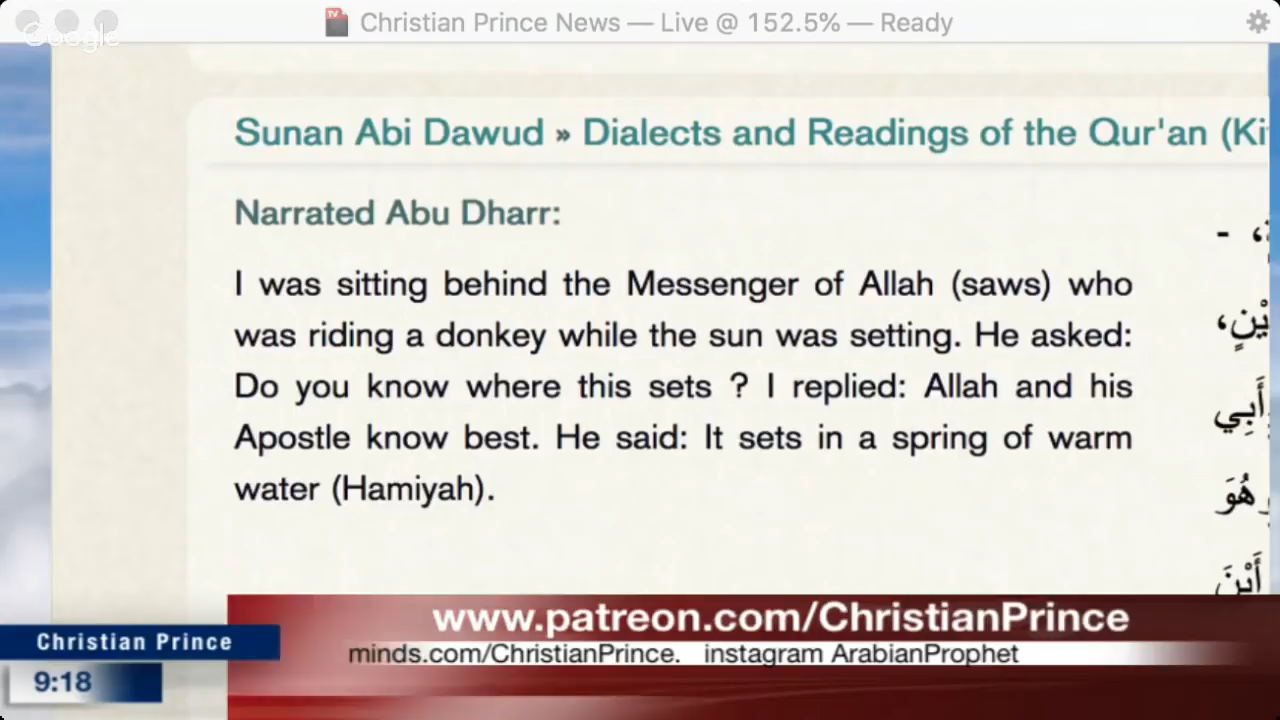 Christian Prince News — Live @ 152.5% — Ready
Google
Sunan Abi Dawud » Dialects and Readings of the Qur'an (Ki
Narrated Abu Dharr:
I was sitting behind the Messenger of Allah (saws) who
was riding a donkey while the sun was setting. He asked:
Do you know where this sets ? I replied: Allah and his
Apostle know best. He said: It sets in a spring of warm
water (Hamiyah).
أَبِي
هُوَ
أَيْنَ
www.patreon.com/ChristianPrince
Christian Prince
minds.com/ChristianPrince. instagram ArabianProphet
9:18